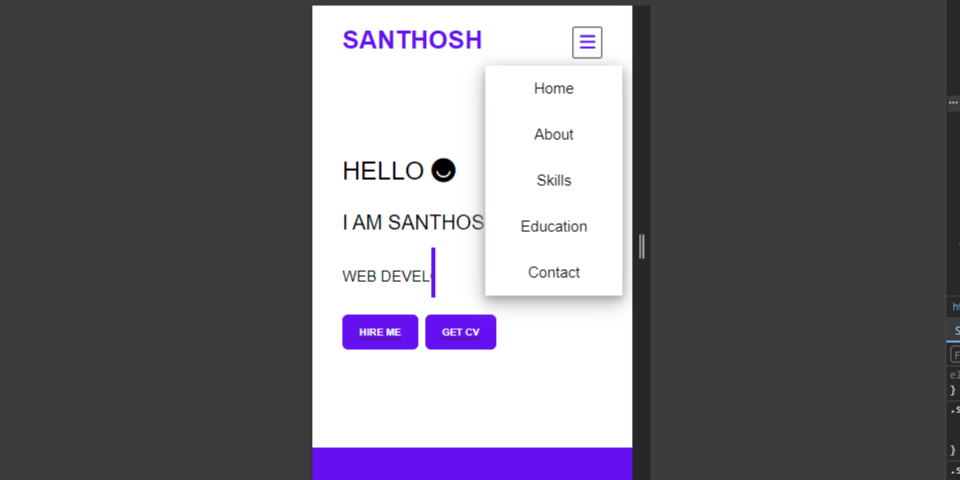 SANTHOSH
Home
About
HELLO
Skills
I AM SANTHOS
Education
WEB DEVEL
Contact
HIRE ME
GET CV